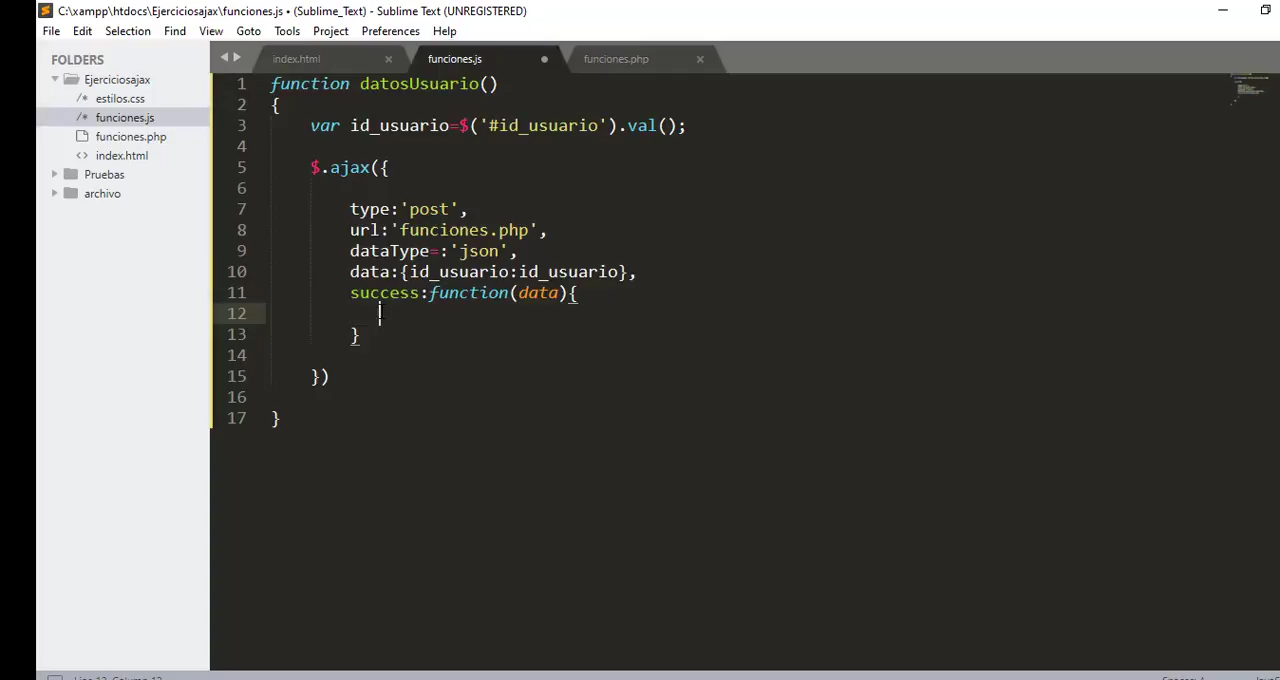 C:\xampp\htdocs\Ejerciciosajax\funciones.js • (Sublime_Text) - Sublime Text (UNREGISTERED)
File Edit Selection Find View Goto Tools Project Preferences Help
FOLDERS
Ejerciciosajax
estilos.css
funciones.js
funciones.php
index.html
Pruebas
archivo
index.html funciones.js funciones.php
1 function datosUsuario()
2 {
3 var id_usuario=$('#id_usuario').val();
4
5 $.ajax({
6
7 type:'post',
8 url:'funciones.php',
9 dataType=:'json',
10 data:{id_usuario:id_usuario},
11 success:function(data){
12
13 }
14
15 })
16
17 }